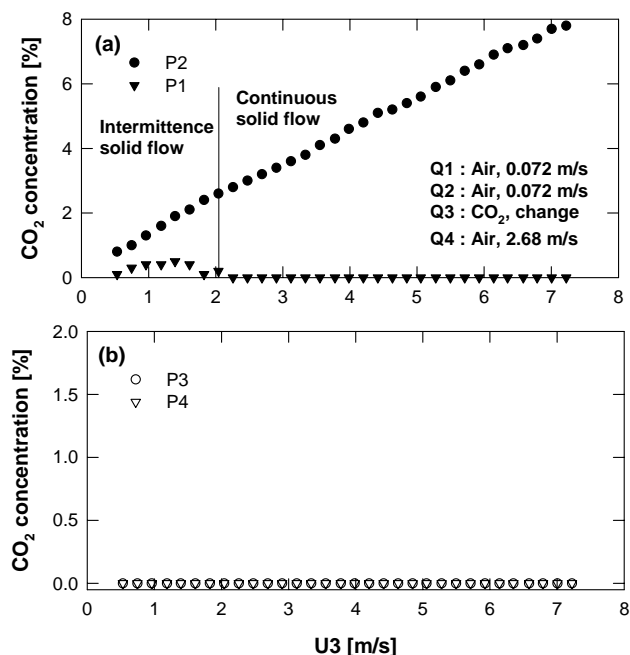 8
(a)
P2
P1
6
Continuous
solid flow
Intermittence
solid flow
4
Q1 : Air, 0.072 m/s
Q2 : Air, 0.072 m/s
Q3 : CO2, change
Q4 : Air, 2.68 m/s
2
0
CO2 concentration [%]
0 1 2 3 4 5 6 7 8
2.0
(b)
P3
P4
1.5
1.0
0.5
0.0
CO2 concentration [%]
0 1 2 3 4 5 6 7 8
U3 [m/s]